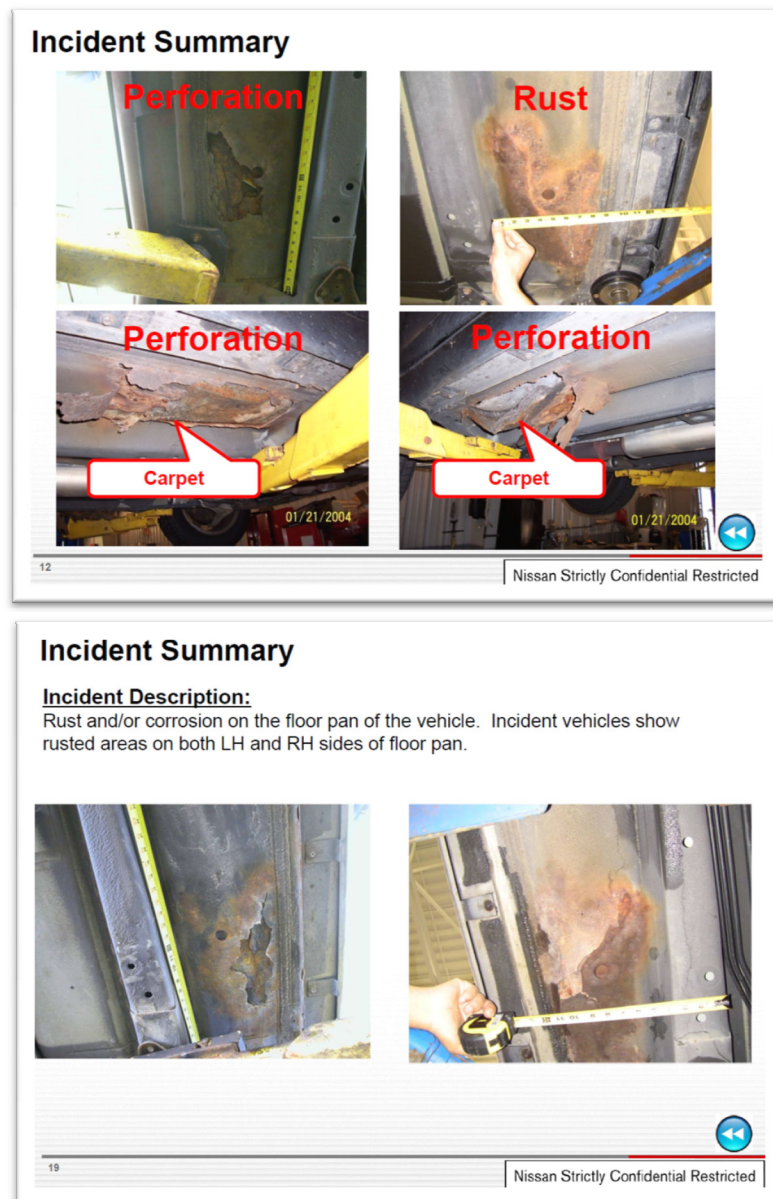 Incident Summary
Perforation
Rust
Perforation
Perforation
Carpet
Carpet
01/21/2004
01/21/2004
12
Nissan Strictly Confidential Restricted
Incident Summary
Incident Description:
Rust and/or corrosion on the floor pan of the vehicle.  Incident vehicles show
rusted areas on both LH and RH sides of floor pan.
19
Nissan Strictly Confidential Restricted